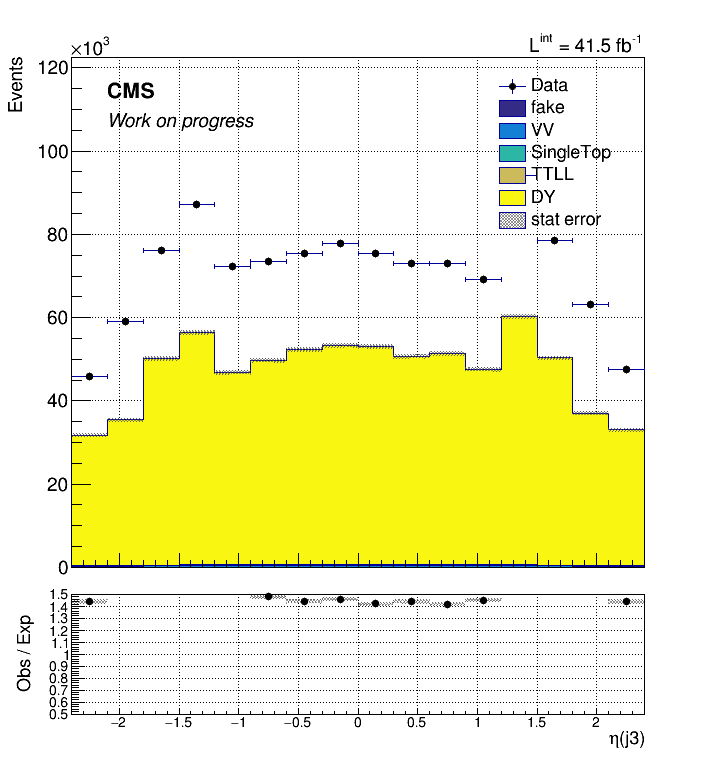 ×10³
L^int = 41.5 fb⁻¹
Events
120
CMS
Work on progress
Data
fake
VV
SingleTop
TTLL
DY
stat error
100
80
60
40
20
0
Obs / Exp
1.5
1.4
1.3
1.2
1.1
1
0.9
0.8
0.7
0.6
0.5
−2 −1.5 −1 −0.5 0 0.5 1 1.5 2
η(j3)